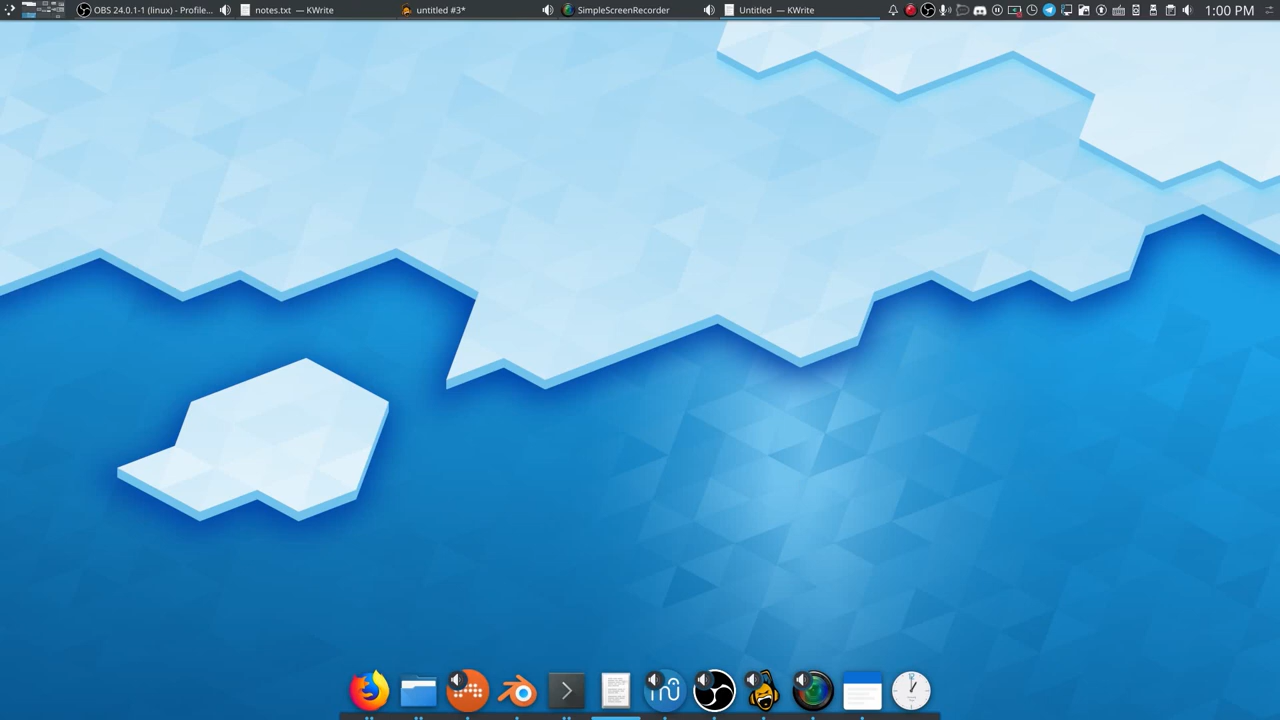 OBS 24.0.1-1 (linux) - Profile...
notes.txt — KWrite
untitled #3*
SimpleScreenRecorder
Untitled — KWrite
1:00 PM